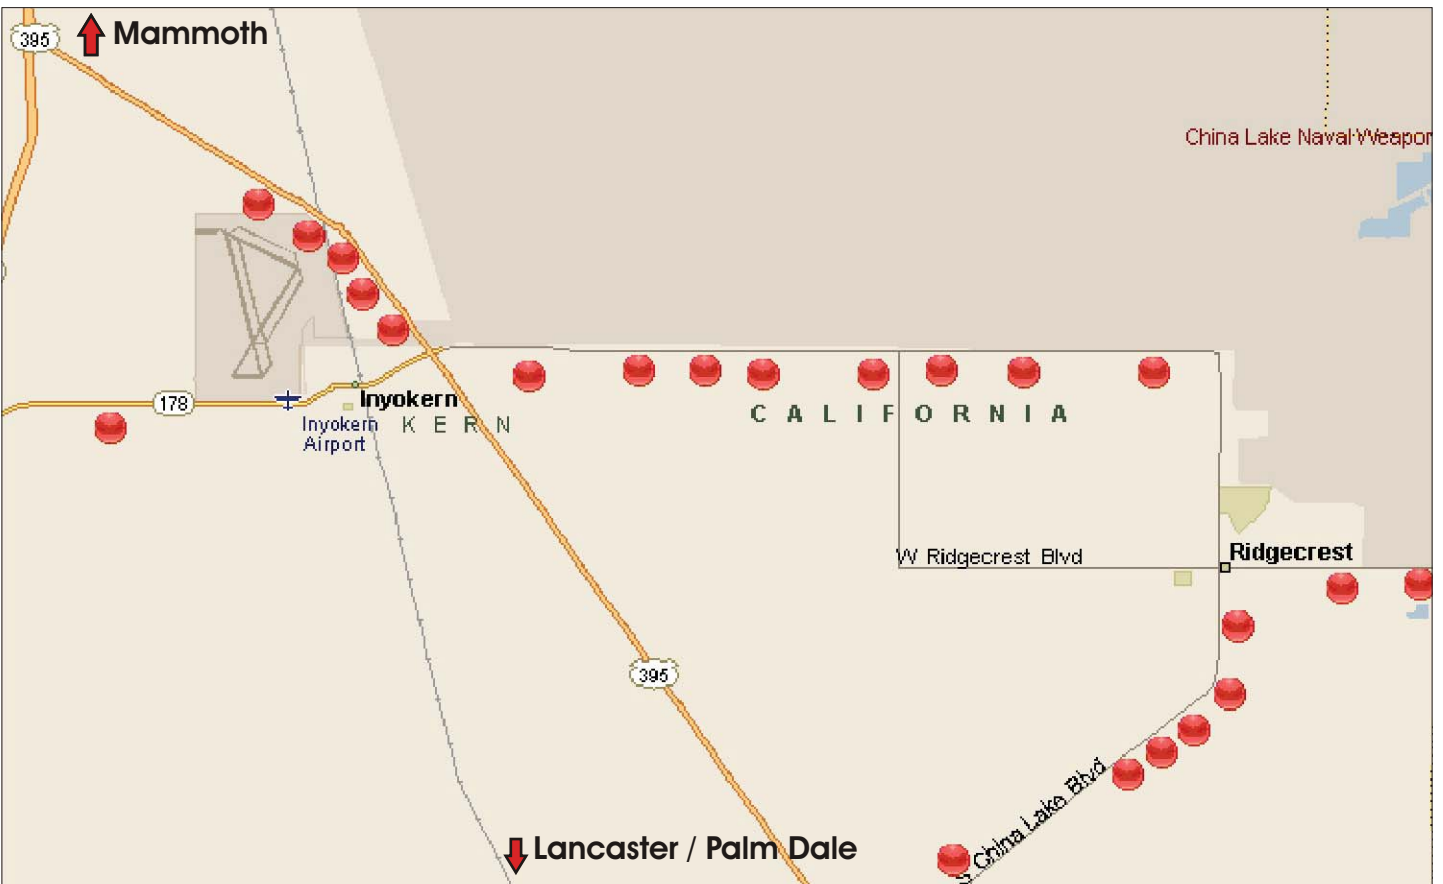 395
Mammoth
China Lake Naval Weapon
178
Inyokern
Inyokern
Airport
K E R N
C A L I F O R N I A
W Ridgecrest Blvd
Ridgecrest
395
S China Lake Blvd
Lancaster / Palm Dale